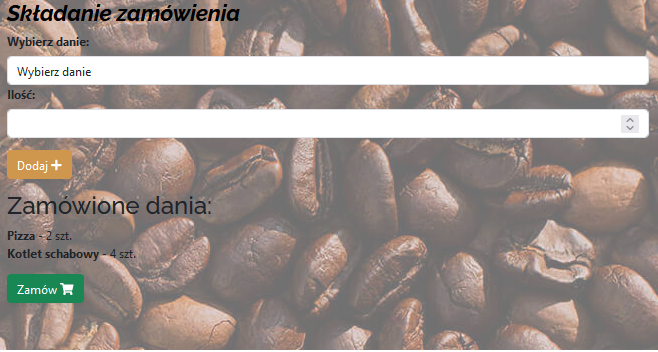 Składanie zamówienia
Wybierz danie:
Wybierz danie
Ilość:
Dodaj
Zamówione dania:
Pizza - 2 szt.
Kotlet schabowy - 4 szt.
Zamów